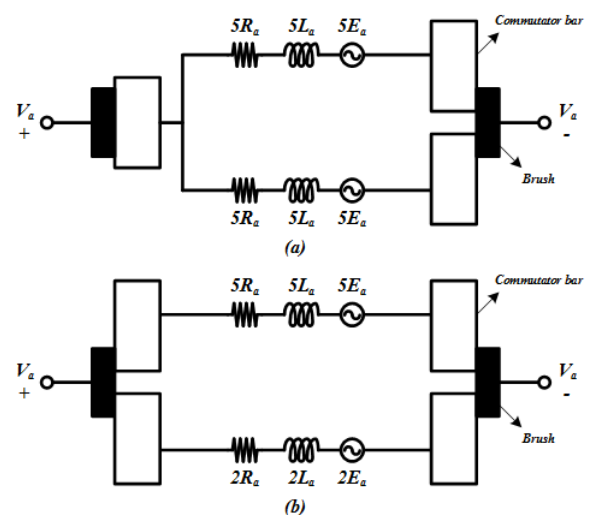 5Rₐ 5Lₐ 5Eₐ
Commutator bar
Vₐ
+
Vₐ
-
Brush
5Rₐ 5Lₐ 5Eₐ
(a)
5Rₐ 5Lₐ 5Eₐ
Commutator bar
Vₐ
+
Vₐ
-
Brush
2Rₐ 2Lₐ 2Eₐ
(b)